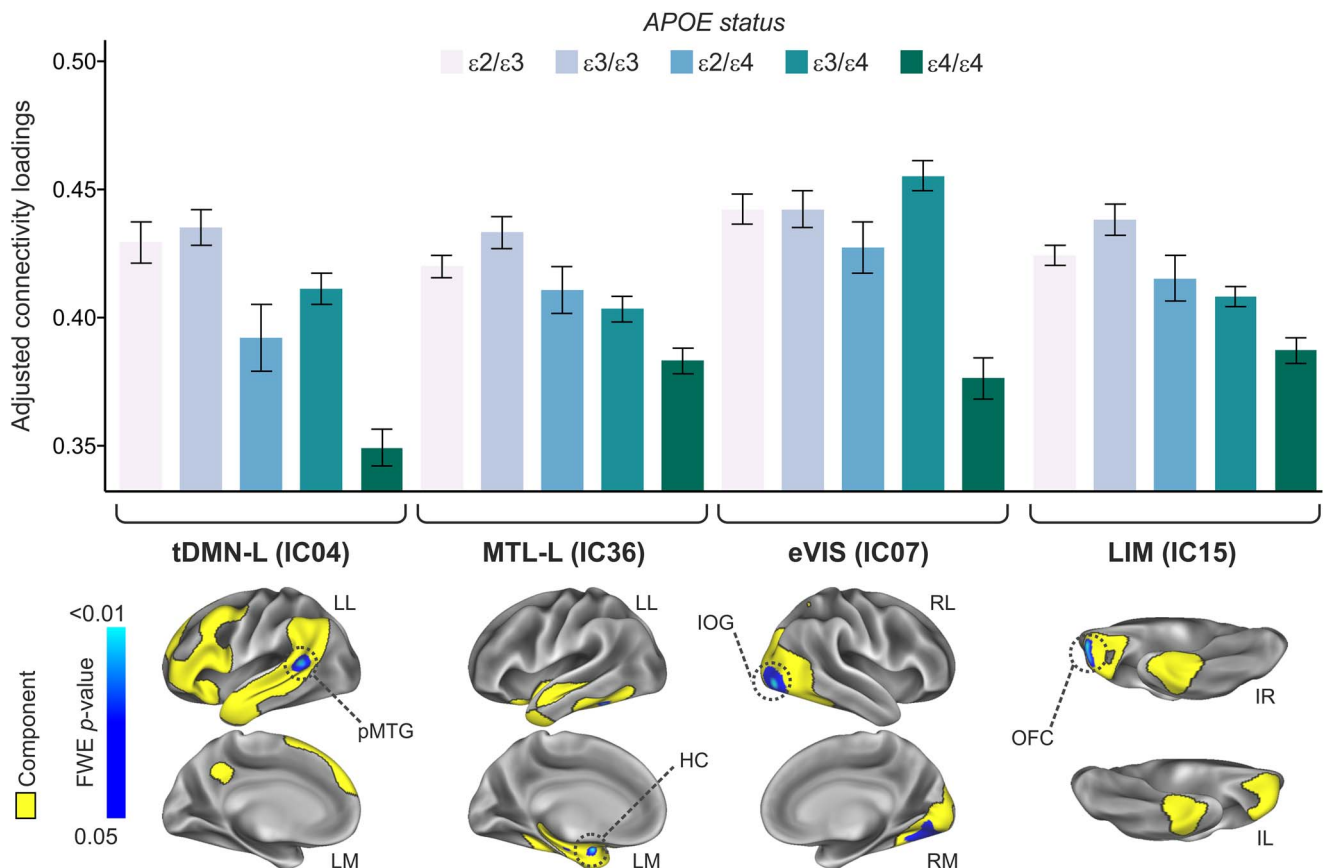 APOE status
ε2/ε3 ε3/ε3 ε2/ε4 ε3/ε4 ε4/ε4
Adjusted connectivity loadings
0.50
0.45
0.40
0.35
tDMN-L (IC04) MTL-L (IC36) eVIS (IC07) LIM (IC15)
Component
FWE p-value
<0.01
0.05
LL
pMTG
LM
LL
HC
LM
RL
IOG
RM
IR
OFC
IL